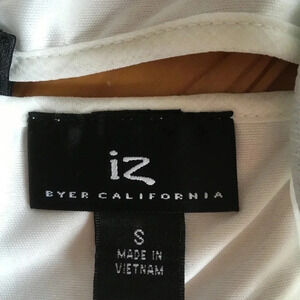 iz
BYER CALIFORNIA
S
MADE IN
VIETNAM